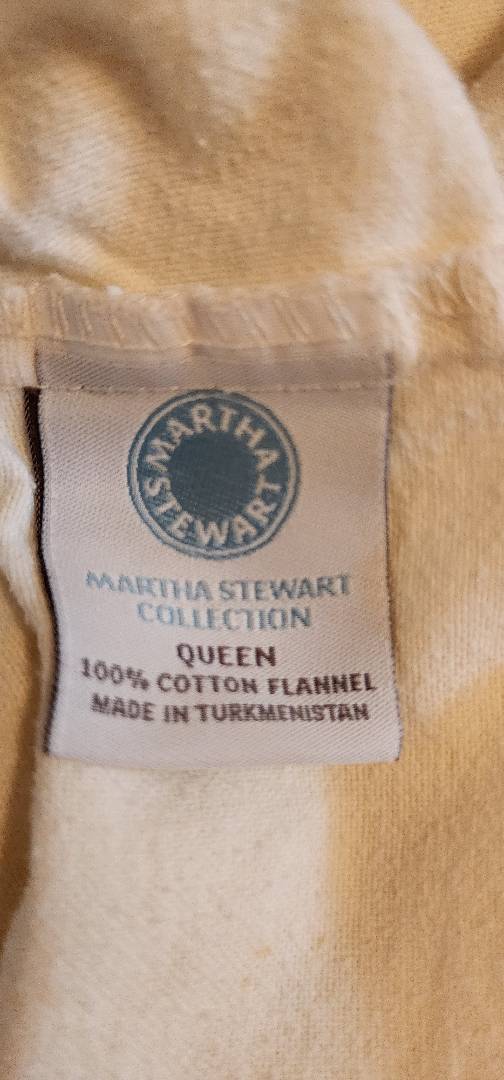 MARTHA
STEWART
MARTHA STEWART
COLLECTION
QUEEN
100% COTTON FLANNEL
MADE IN TURKMENISTAN